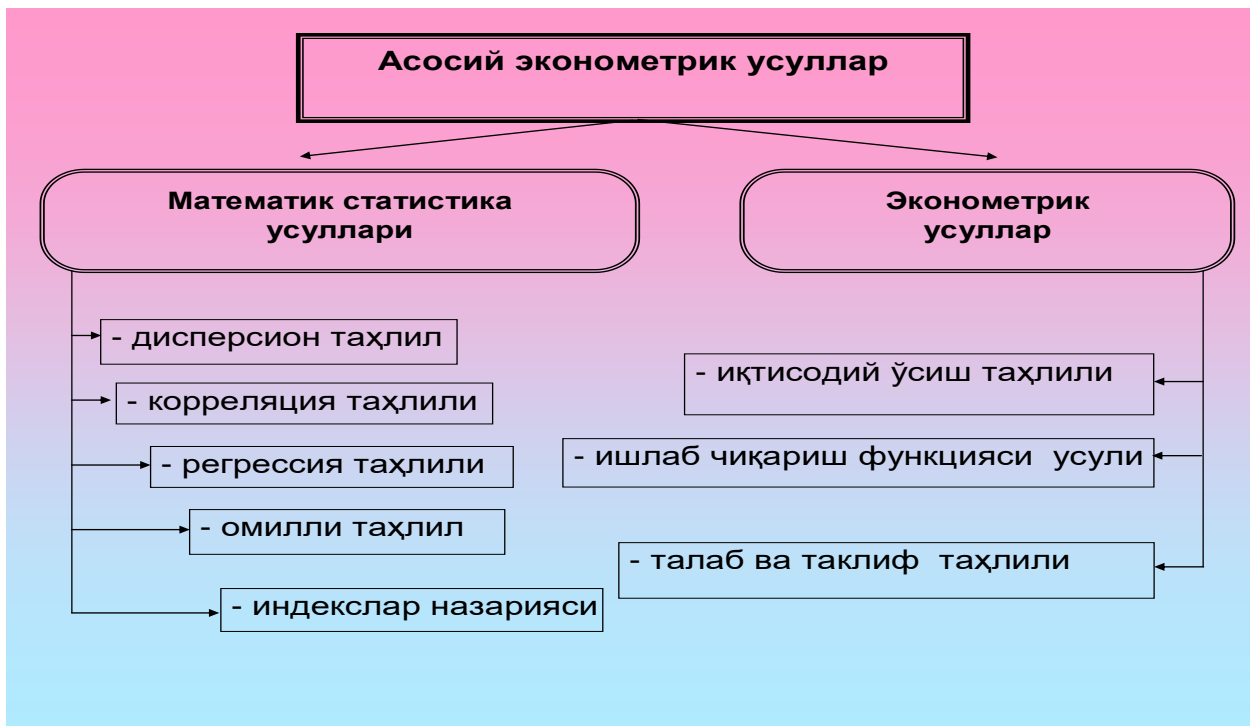 Асосий эконометрик усуллар
Математик статистика
усуллари
- дисперсион таҳлил
- корреляция таҳлили
- регрессия таҳлили
- омилли таҳлил
- индекслар назарияси
Эконометрик
усуллар
- иқтисодий ўсиш таҳлили
- ишлаб чиқариш функцияси усули
- талаб ва таклиф таҳлили